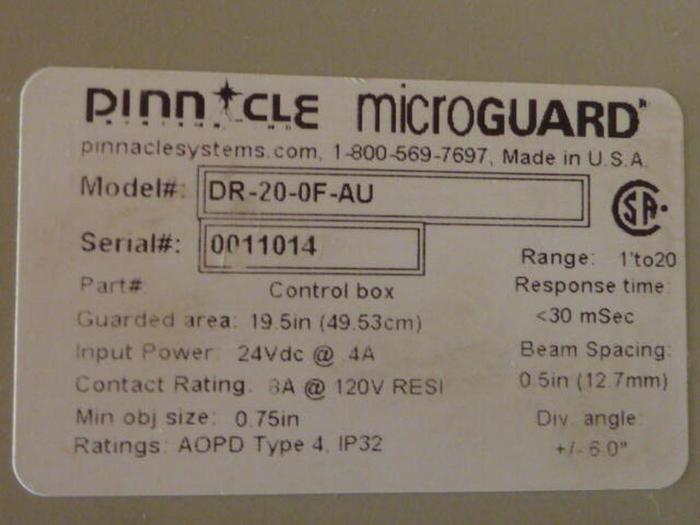 PINNACLE microGUARD
pinnaclesystems.com, 1-800-569-7697, Made in U.S.A.
Model#: DR-20-0F-AU
SA
Serial#: 0011014
Range: 1'to20
Part# Control box
Response time:
Guarded area: 19.5in (49.53cm)
<30 mSec
Input Power: 24Vdc @ .4A
Beam Spacing:
Contact Rating: 3A @ 120V RESI
0.5in (12.7mm)
Min obj size: 0.75in
Div. angle:
Ratings: AOPD Type 4, IP32
+/- 6.0"